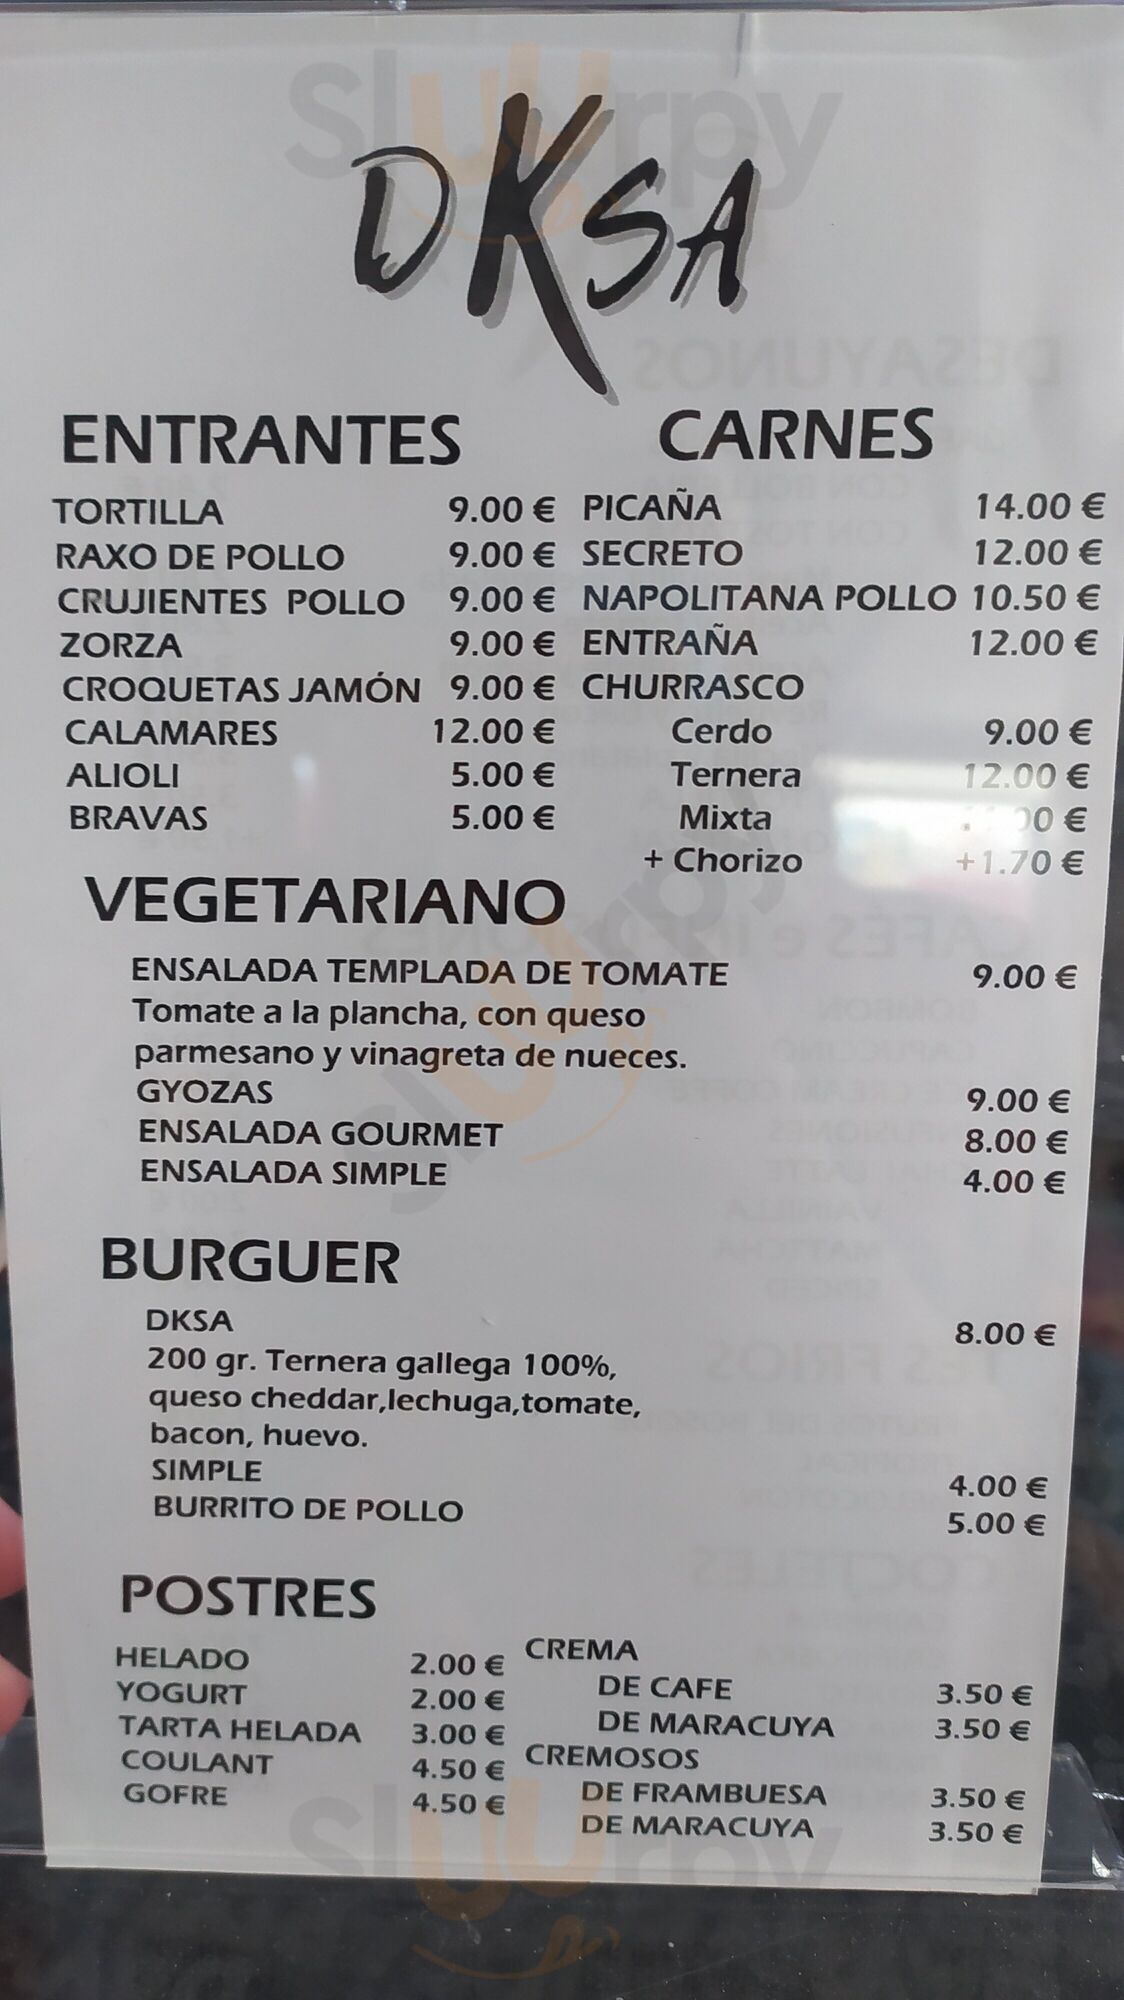 DKSA
ENTRANTES
TORTILLA 9.00 €
RAXO DE POLLO 9.00 €
CRUJIENTES POLLO 9.00 €
ZORZA 9.00 €
CROQUETAS JAMÓN 9.00 €
CALAMARES 12.00 €
ALIOLI 5.00 €
BRAVAS 5.00 €
CARNES
PICAÑA 14.00 €
SECRETO 12.00 €
NAPOLITANA POLLO 10.50 €
ENTRAÑA 12.00 €
CHURRASCO
Cerdo 9.00 €
Ternera 12.00 €
Mixta €
+ Chorizo +1.70 €
VEGETARIANO
ENSALADA TEMPLADA DE TOMATE 9.00 €
Tomate a la plancha, con queso
parmesano y vinagreta de nueces.
GYOZAS 9.00 €
ENSALADA GOURMET 8.00 €
ENSALADA SIMPLE 4.00 €
BURGUER
DKSA 8.00 €
200 gr. Ternera gallega 100%,
queso cheddar,lechuga,tomate,
bacon, huevo.
SIMPLE 4.00 €
BURRITO DE POLLO 5.00 €
POSTRES
HELADO 2.00 €
YOGURT 2.00 €
TARTA HELADA 3.00 €
COULANT 4.50 €
GOFRE 4.50 €
CREMA
DE CAFE 3.50 €
DE MARACUYA 3.50 €
CREMOSOS
DE FRAMBUESA 3.50 €
DE MARACUYA 3.50 €
sluurpy
sluurpy
sluurpy